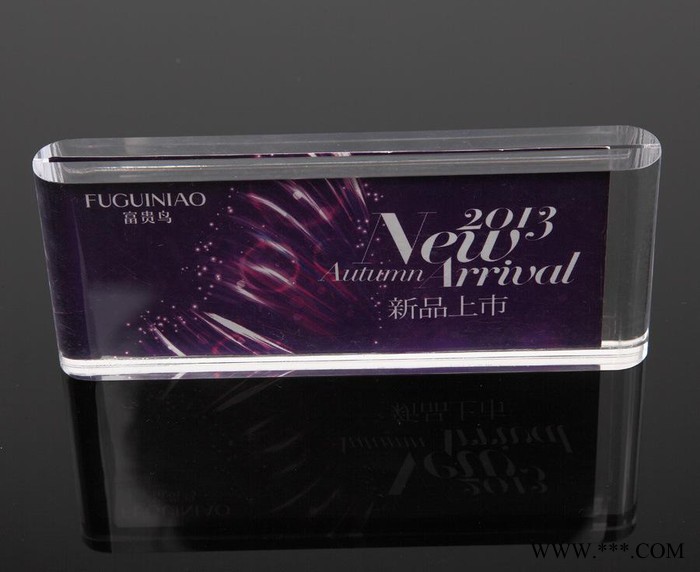 FUGUINIAO
富贵鸟
2013
New
Autumn Arrival
新品上市
WWW.***.COM